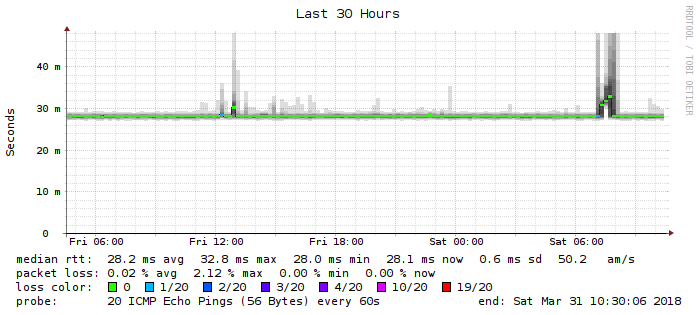 Last 30 Hours
RRDTOOL / TOBI OETIKER
Seconds
40 m
30 m
20 m
10 m
0
Fri 06:00 Fri 12:00 Fri 18:00 Sat 00:00 Sat 06:00
median rtt: 28.2 ms avg 32.8 ms max 28.0 ms min 28.1 ms now 0.6 ms sd 50.2 am/s
packet loss: 0.02 % avg 2.12 % max 0.00 % min 0.00 % now
loss color: 0 1/20 2/20 3/20 4/20 10/20 19/20
probe: 20 ICMP Echo Pings (56 Bytes) every 60s end: Sat Mar 31 10:30:06 2018